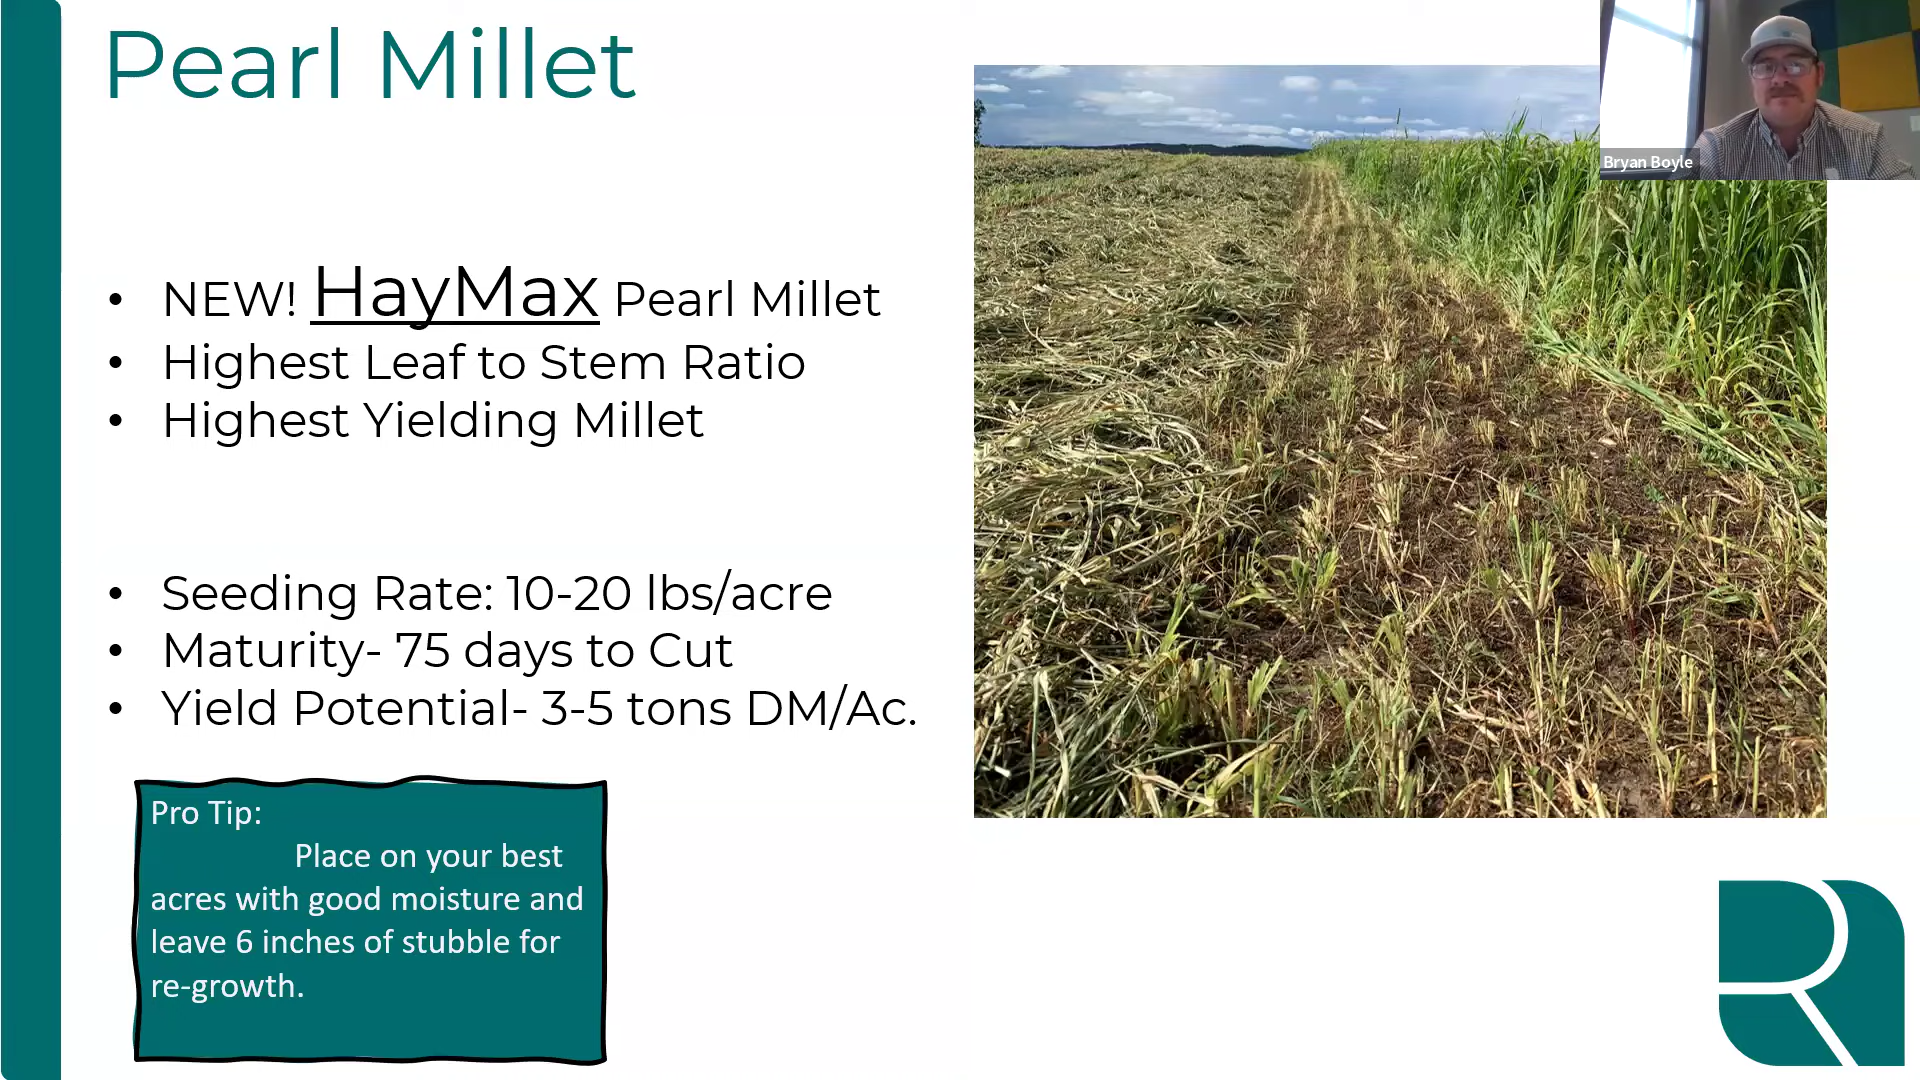 Pearl Millet
Bryan Boyle
• NEW! HayMax Pearl Millet
• Highest Leaf to Stem Ratio
• Highest Yielding Millet
• Seeding Rate: 10-20 lbs/acre
• Maturity- 75 days to Cut
• Yield Potential- 3-5 tons DM/Ac.
Pro Tip:
Place on your best
acres with good moisture and
leave 6 inches of stubble for
re-growth.
R